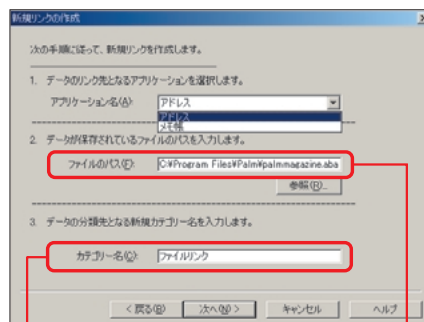 新規リンクの作成
次の手順に従って、新規リンクを作成します。
1. データのリンク先となるアプリケーションを選択します。
アプリケーション名(A): アドレス
アドレス
メモ帳
2. データが保存されているファイルのパスを入力します。
ファイルのパス(F): C:¥Program Files¥Palm¥palmmagazine.aba
参照(R)...
3. データの分類先となる新規カテゴリー名を入力します。
カテゴリー名(C): ファイルリンク
< 戻る(B) 次へ(N) > キャンセル ヘルプ